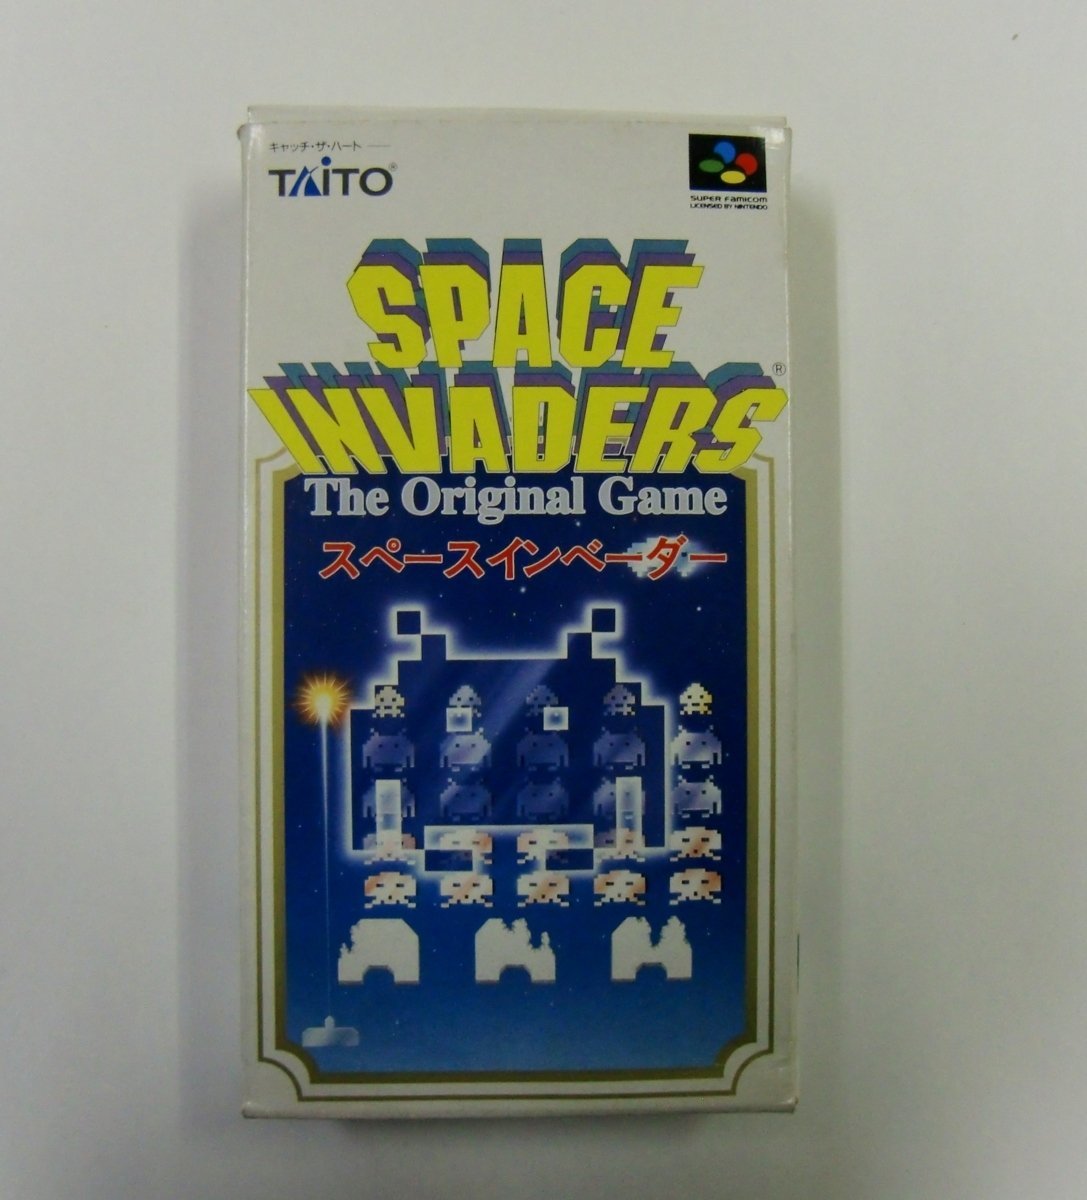 キャッチ・ザ・ハート
TAiTO®
SUPER FAMICOM
LICENSED BY NINTENDO
SPACE
INVADERS®
The Original Game
スペースインベーダー